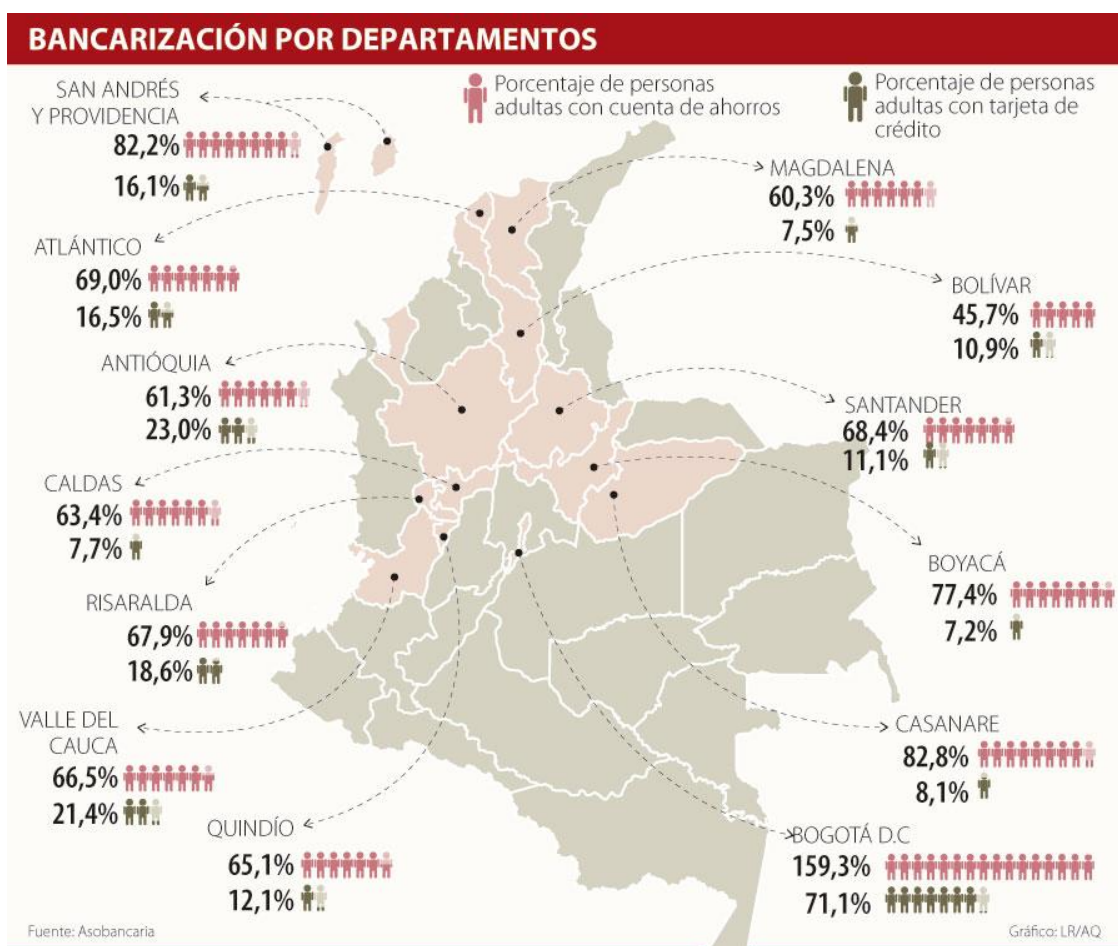 BANCARIZACIÓN POR DEPARTAMENTOS
Porcentaje de personas
adultas con cuenta de ahorros
Porcentaje de personas
adultas con tarjeta de
crédito
SAN ANDRÉS
Y PROVIDENCIA
82,2%
16,1%
ATLÁNTICO
69,0%
16,5%
ANTIÓQUIA
61,3%
23,0%
CALDAS
63,4%
7,7%
RISARALDA
67,9%
18,6%
VALLE DEL
CAUCA
66,5%
21,4%
QUINDÍO
65,1%
12,1%
MAGDALENA
60,3%
7,5%
BOLÍVAR
45,7%
10,9%
SANTANDER
68,4%
11,1%
BOYACÁ
77,4%
7,2%
CASANARE
82,8%
8,1%
BOGOTÁ D.C
159,3%
71,1%
Fuente: Asobancaria
Gráfico: LR/AQ